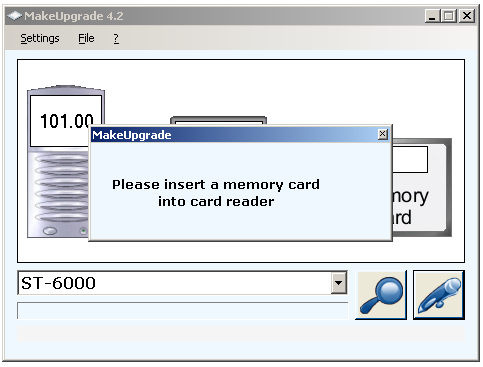 MakeUpgrade 4.2
Settings File ?
101.00
MakeUpgrade
Please insert a memory card
into card reader
mory
rd
ST-6000